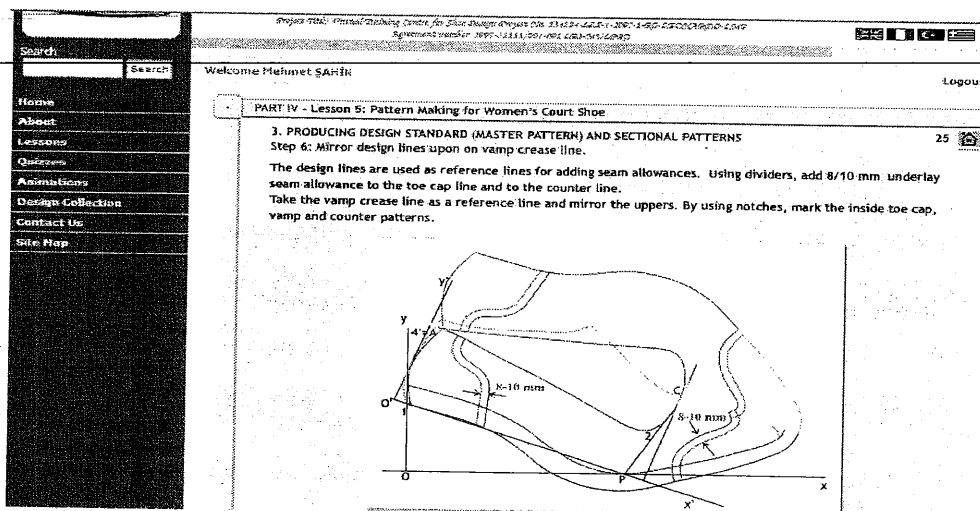 Search
Search
Home
About
Lessons
Quizzes
Animations
Design Collection
Contact Us
Site Map
Welcome Mehmet ŞAHİN
Logou
PART IV - Lesson 5: Pattern Making for Women's Court Shoe
3. PRODUCING DESIGN STANDARD (MASTER PATTERN) AND SECTIONAL PATTERNS
25
Step 6: Mirror design lines upon on vamp crease line.
The design lines are used as reference lines for adding seam allowances. Using dividers, add 8/10 mm underlay
seam allowance to the toe cap line and to the counter line.
Take the vamp crease line as a reference line and mirror the uppers. By using notches, mark the inside toe cap,
vamp and counter patterns.
Y'
y
4'=A
8-10 mm
C
O'
1
8-10 mm
2
O
P
x
X'